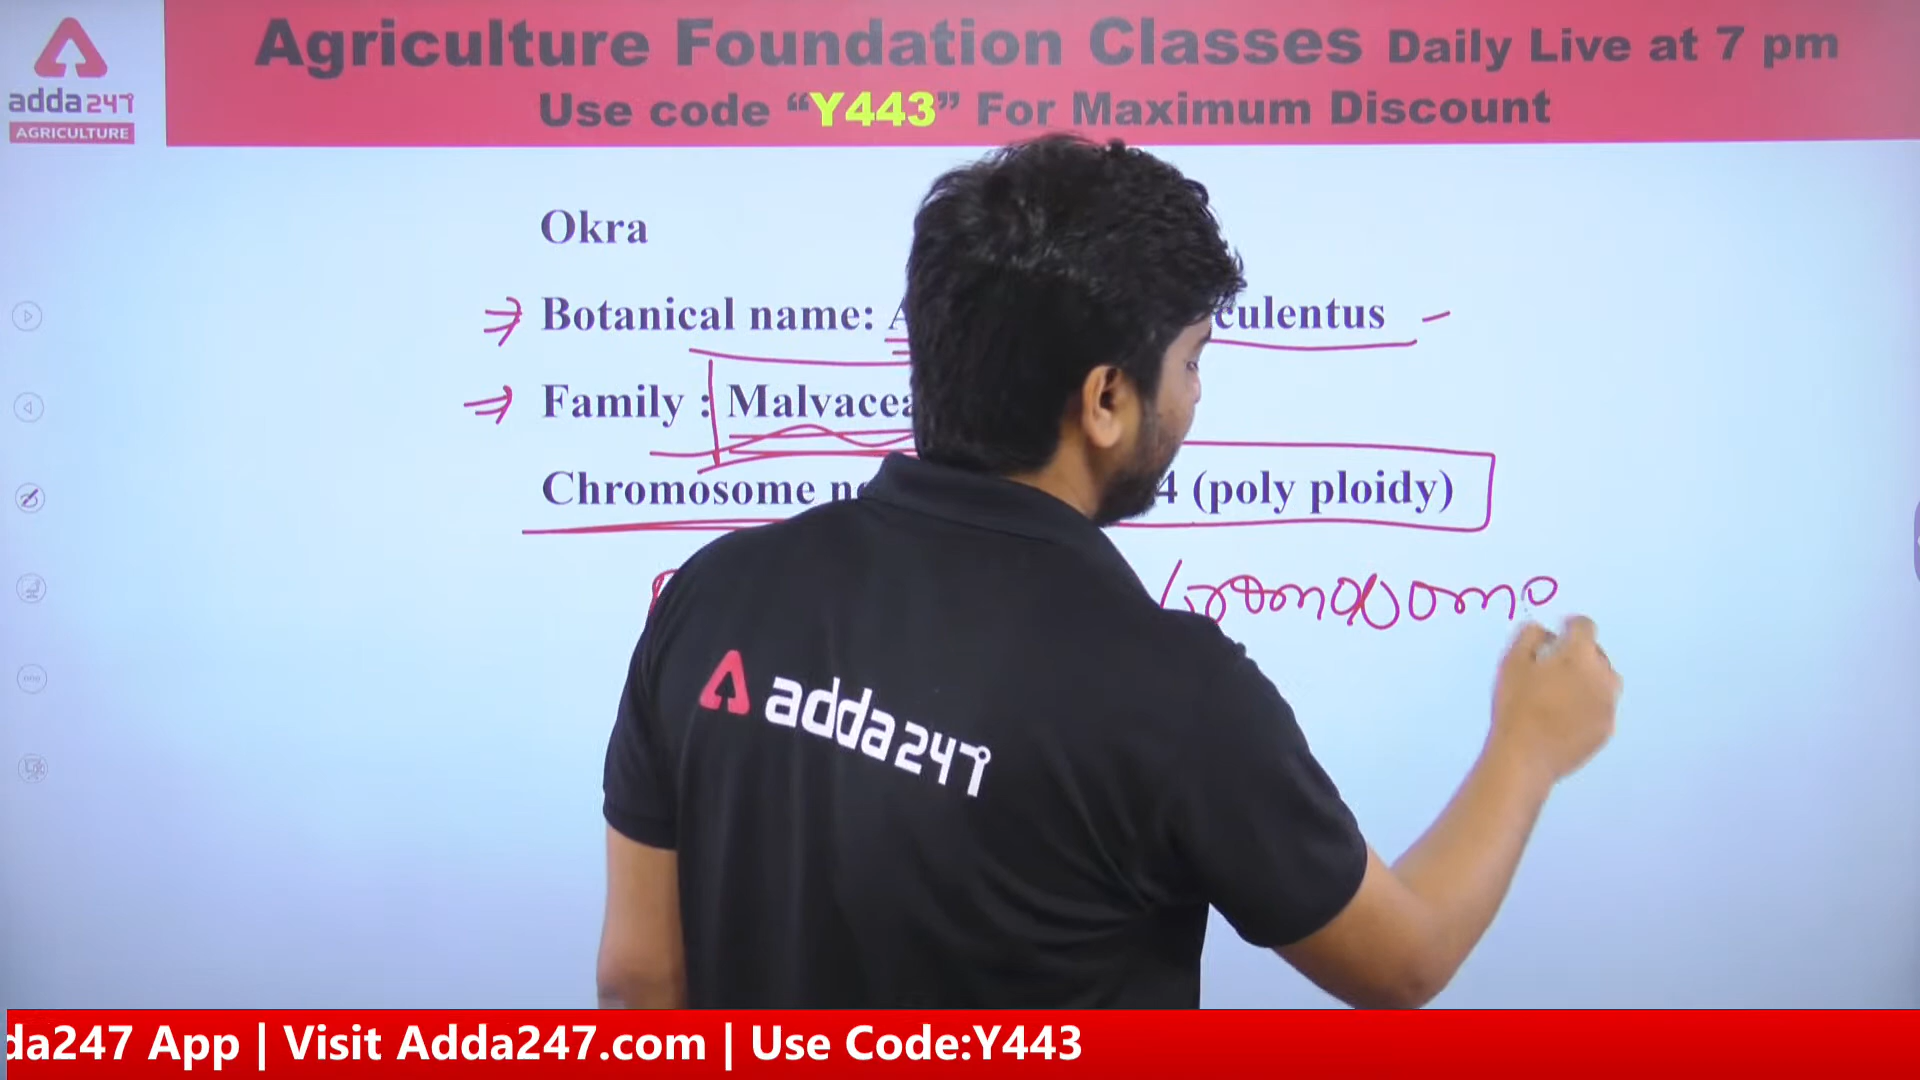 Agriculture Foundation Classes Daily Live at 7 pm
Use code “Y443” For Maximum Discount
adda247
AGRICULTURE
Okra
Botanical name: culentus
Family : Malvacea
Chromosome 4 (poly ploidy)
adda247
da247 App | Visit Adda247.com | Use Code:Y443